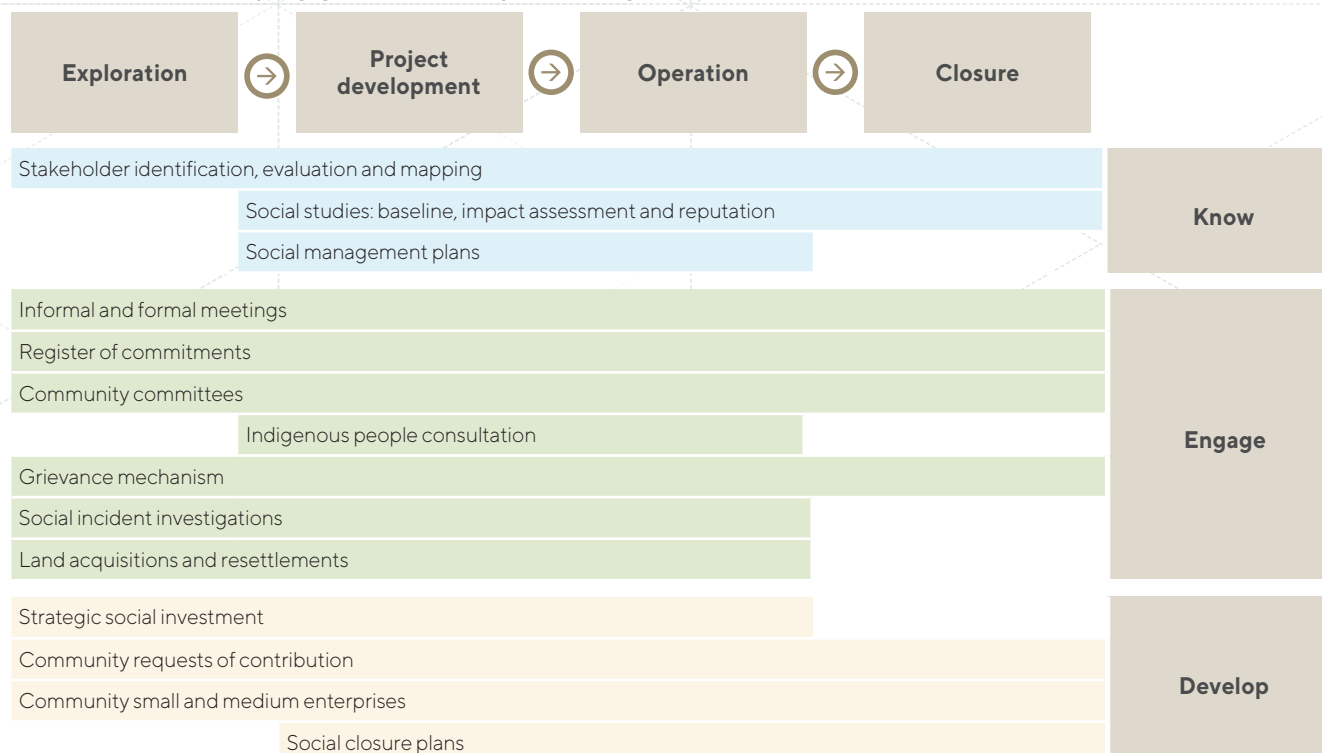 Exploration
Project
development
Operation
Closure
Stakeholder identification, evaluation and mapping
Social studies: baseline, impact assessment and reputation
Social management plans
Know
Informal and formal meetings
Register of commitments
Community committees
Indigenous people consultation
Grievance mechanism
Social incident investigations
Land acquisitions and resettlements
Engage
Strategic social investment
Community requests of contribution
Community small and medium enterprises
Social closure plans
Develop